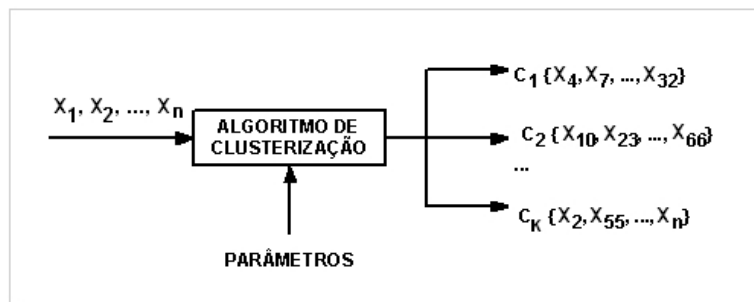 X1, X2, ..., Xn
ALGORITMO DE
CLUSTERIZAÇÃO
PARÂMETROS
C1 {X4, X7, ..., X32}
C2 {X10, X23, ..., X66}
...
CK {X2, X55, ..., Xn}